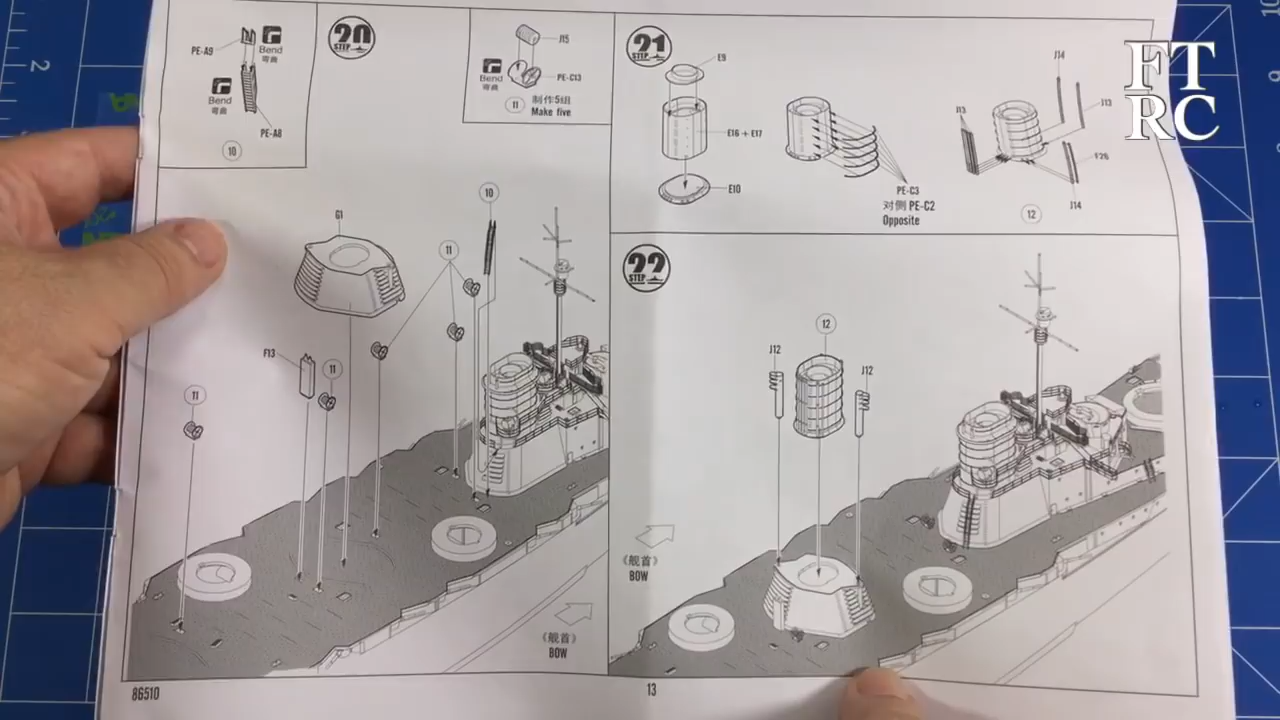 PE-A9
Bend
弯曲
Bend
弯曲
PE-A8
10
20
STEP
J15
Bend
弯曲
PE-C13
11
制作5组
Make five
G1
10
11
F13
11
11
《舰首》
BOW
21
STEP
E9
E16 + E17
E10
PE-C3
对侧 PE-C2
Opposite
J14
J13
J13
J14
12
22
STEP
12
J12
J12
《舰首》
BOW
86510
13
FT
RC
2
10
9